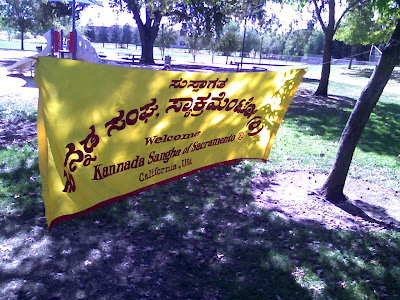 ಸುಸ್ವಾಗತ
ಕನ್ನಡ ಸಂಘ, ಸ್ಯಾಕ್ರಮೆಂಟೊ
Welcome
Kannada Sangha of Sacramento
California, USA